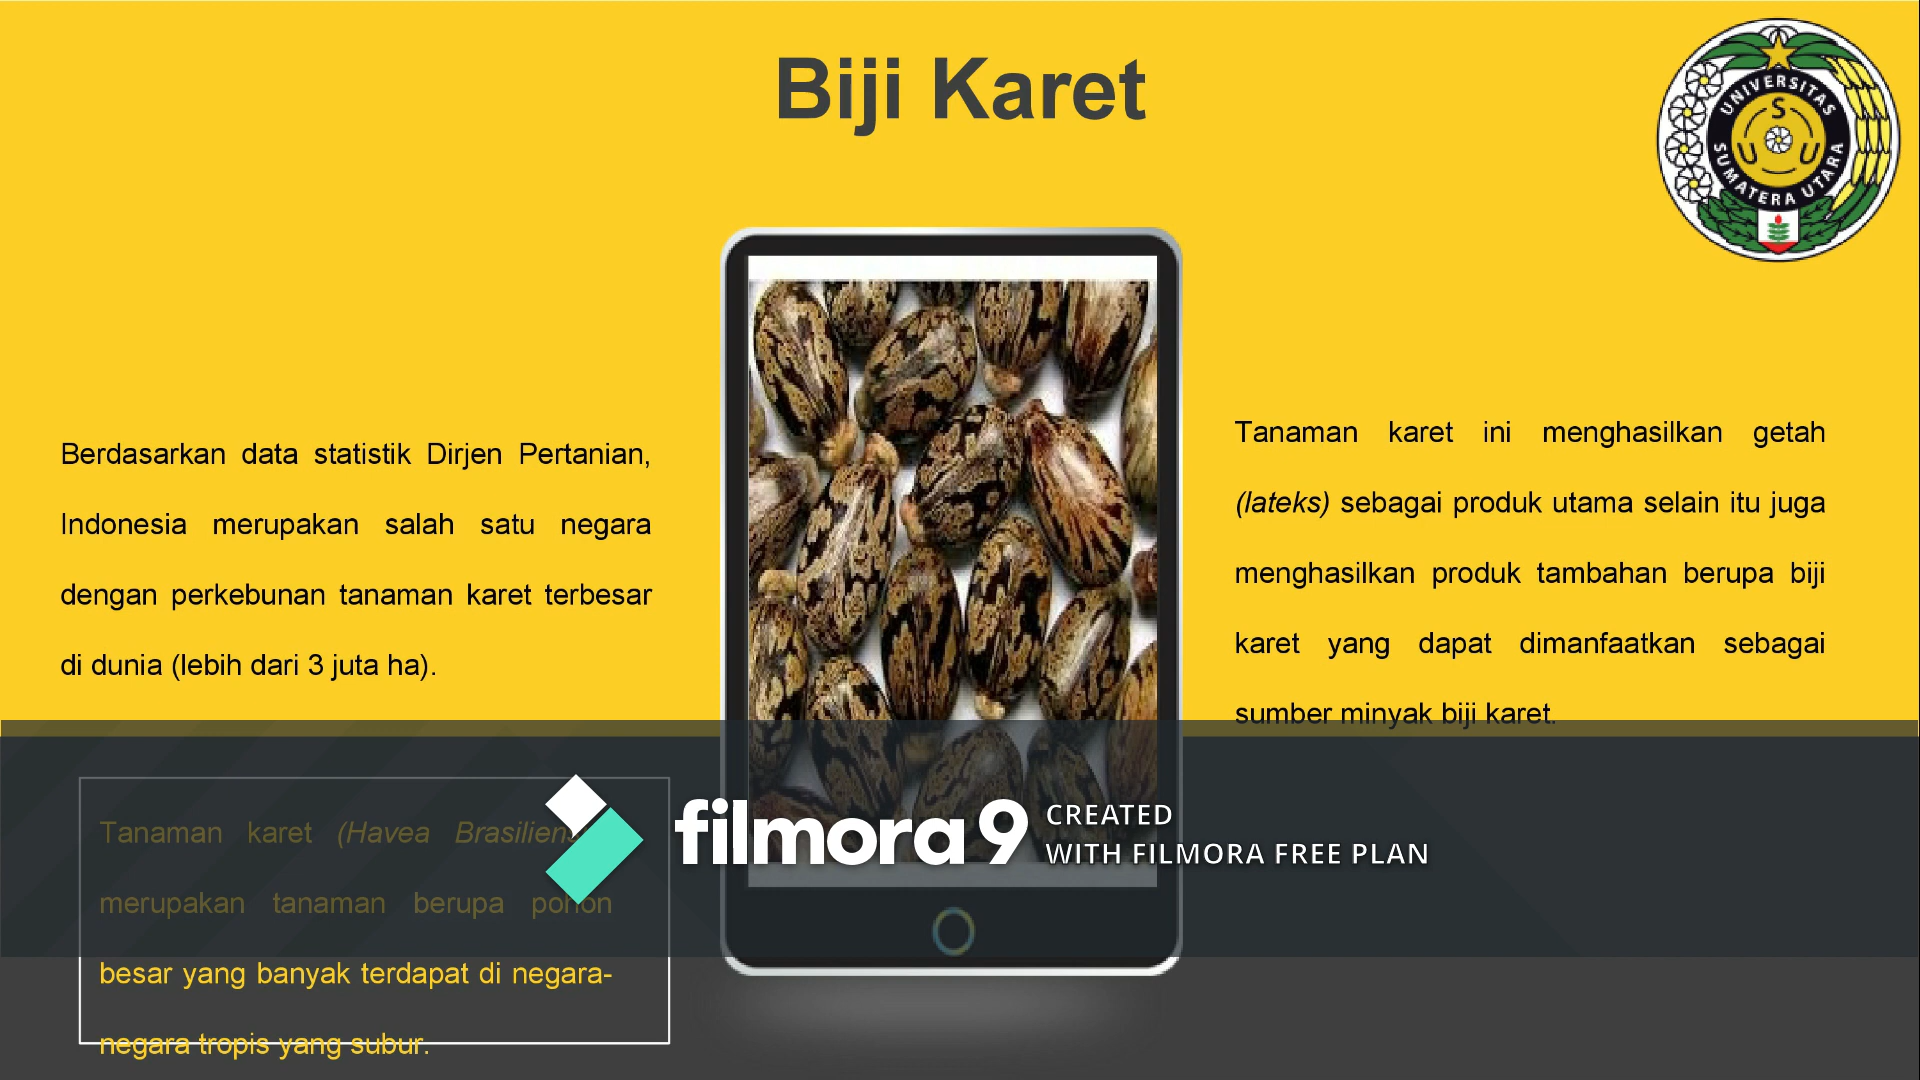 Biji Karet
UNIVERSITAS
SUMATERA UTARA
S
U U
Berdasarkan data statistik Dirjen Pertanian,
Indonesia merupakan salah satu negara
dengan perkebunan tanaman karet terbesar
di dunia (lebih dari 3 juta ha).
Tanaman karet ini menghasilkan getah
(lateks) sebagai produk utama selain itu juga
menghasilkan produk tambahan berupa biji
karet yang dapat dimanfaatkan sebagai
sumber minyak biji karet.
Tanaman karet (Havea
merupakan tanaman berupa pohon
besar yang banyak terdapat di negara-
negara tropis yang subur.
filmora9
CREATED
WITH FILMORA FREE PLAN